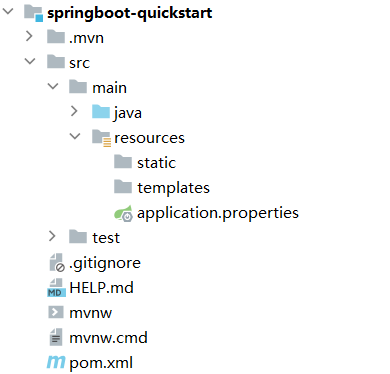 springboot-quickstart
.mvn
src
main
java
resources
static
templates
application.properties
test
.gitignore
MD HELP.md
mvnw
mvnw.cmd
m pom.xml